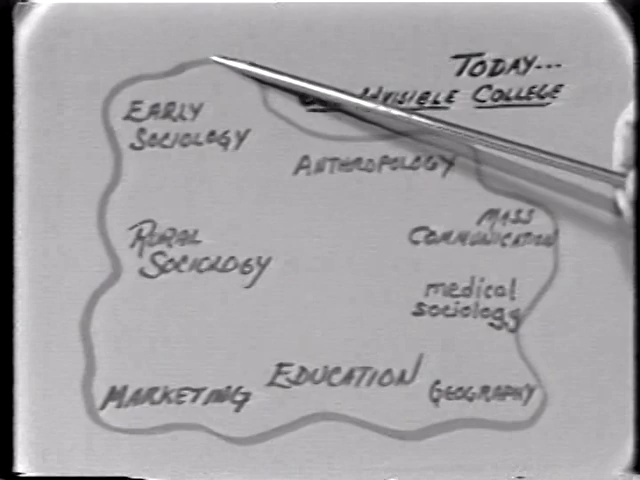 TODAY...
INVISIBLE COLLEGE
EARLY
SOCIOLOGY
ANTHROPOLOGY
MASS
COMMUNICATION
RURAL
SOCIOLOGY
medical
sociology
EDUCATION
MARKETING
GEOGRAPHY